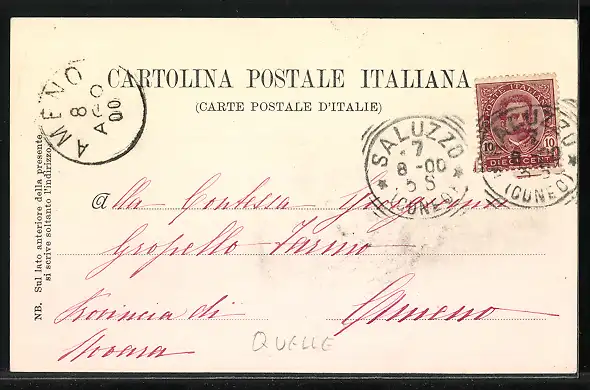 CARTOLINA POSTALE ITALIANA
(CARTE POSTALE D'ITALIE)
AMENO
8
AGO
00
SALUZZO
7
8-00
5 S
(CUNEO)
POSTE ITALIANE
10 10
DIECI CENT
SALUZZO
(CUNEO)
NB. Sul lato anteriore della presente
si scrive soltanto l'indirizzo.
Alla Contessa
Gropello Tarino
Provincia di Ameno
Novara
QUELLE